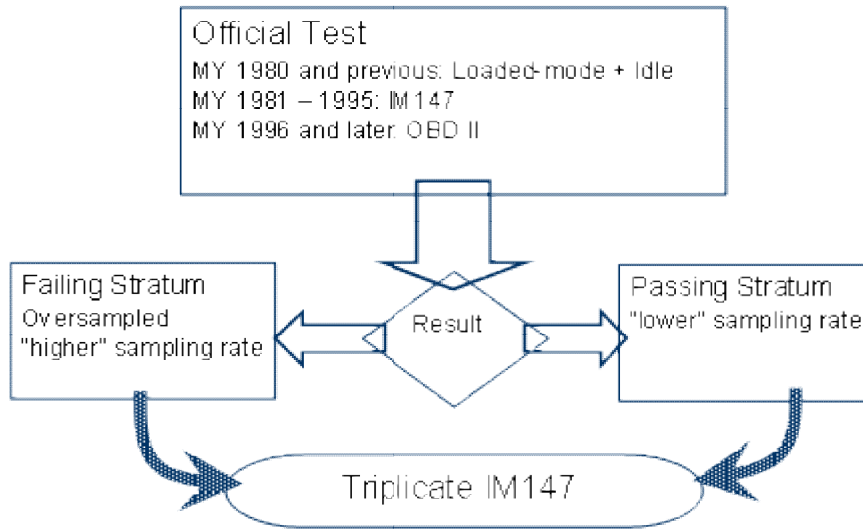 Official Test
MY 1980 and previous: Loaded-mode + Idle
MY 1981 – 1995: IM147
MY 1996 and later: OBD II
Failing Stratum
Oversampled
"higher" sampling rate
Result
Passing Stratum
"lower" sampling rate
Triplicate IM147